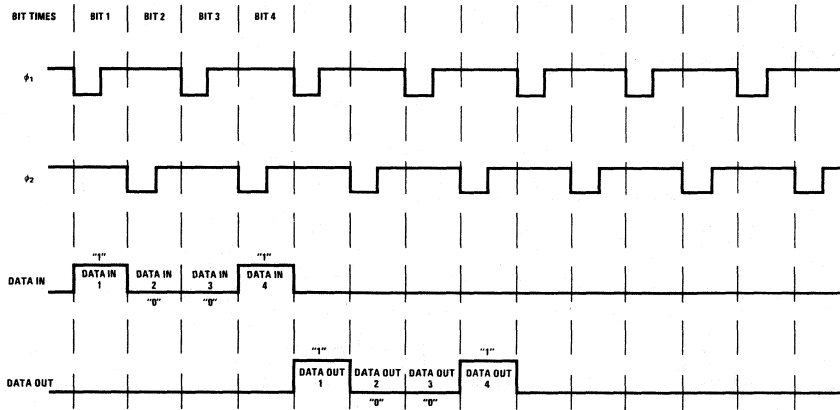 BIT TIMES BIT 1 BIT 2 BIT 3 BIT 4
ϕ1
ϕ2
"1" "1"
DATA IN DATA IN DATA IN DATA IN
DATA IN 1 2 3 4
"0" "0"
"1" "1"
DATA OUT DATA OUT DATA OUT DATA OUT
DATA OUT 1 2 3 4
"0" "0"